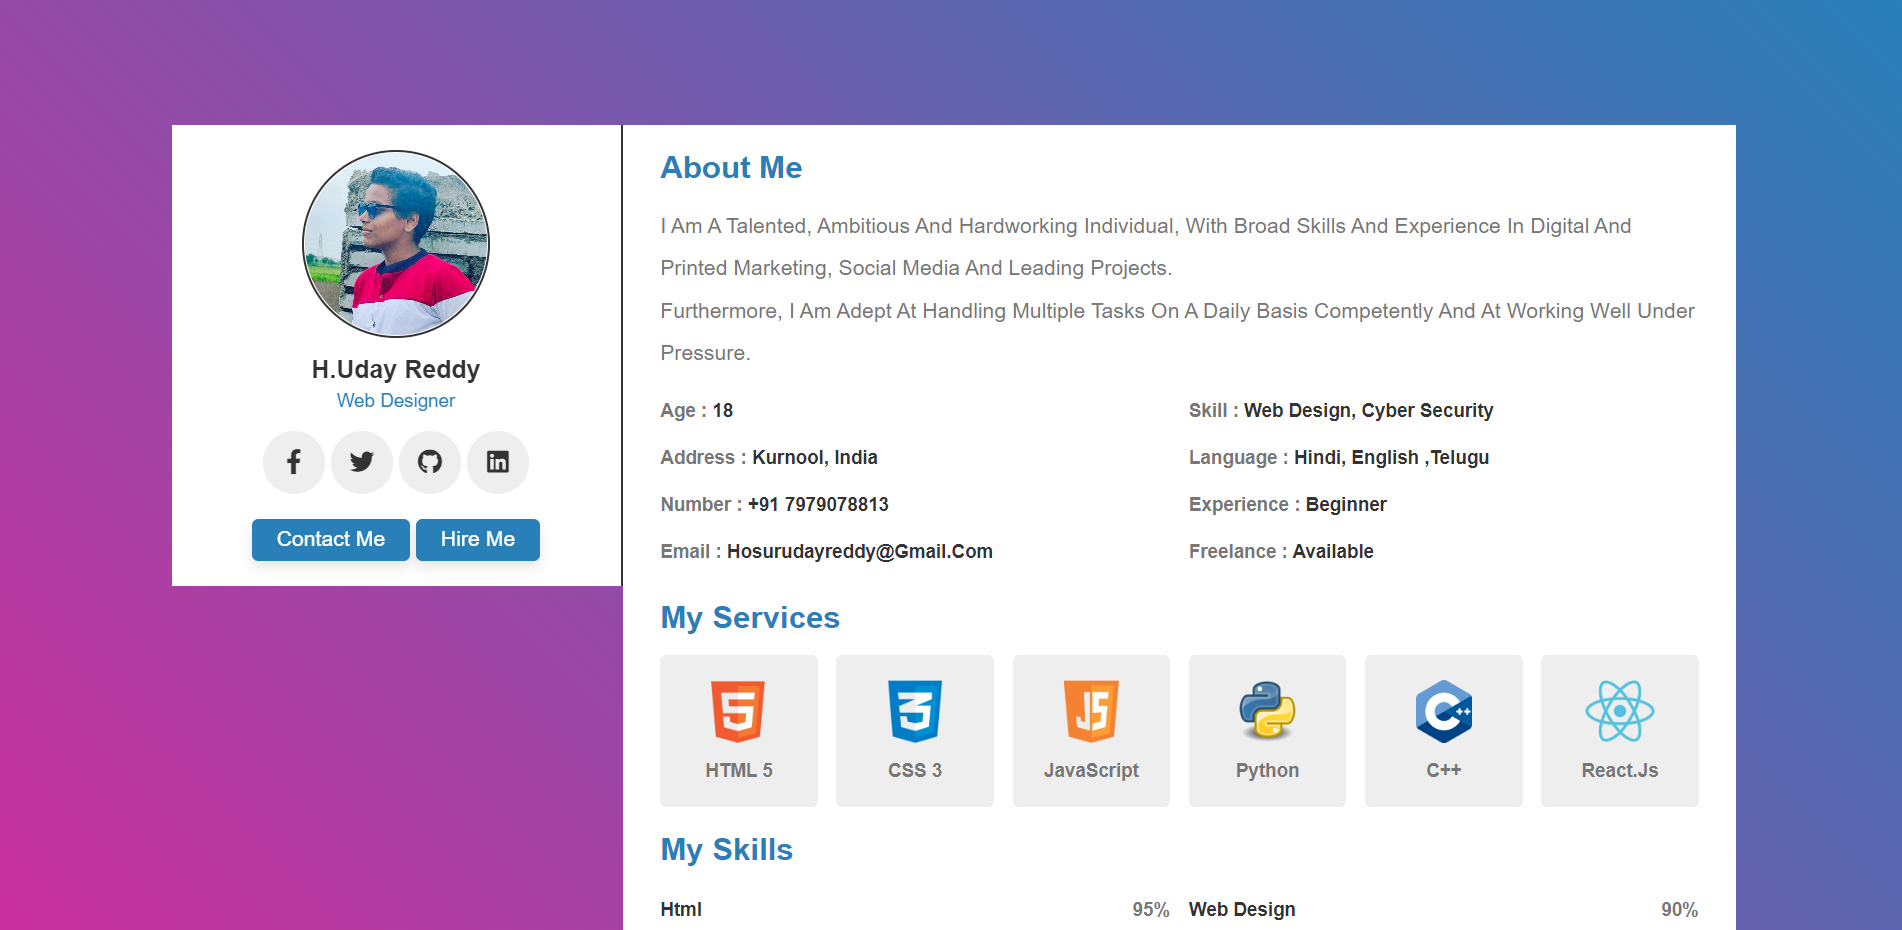 H.Uday Reddy
Web Designer
Contact Me
Hire Me
About Me
I Am A Talented, Ambitious And Hardworking Individual, With Broad Skills And Experience In Digital And
Printed Marketing, Social Media And Leading Projects.
Furthermore, I Am Adept At Handling Multiple Tasks On A Daily Basis Competently And At Working Well Under
Pressure.
Age : 18
Skill : Web Design, Cyber Security
Address : Kurnool, India
Language : Hindi, English ,Telugu
Number : +91 7979078813
Experience : Beginner
Email : Hosurudayreddy@Gmail.Com
Freelance : Available
My Services
HTML 5
CSS 3
JavaScript
Python
C++
React.Js
My Skills
Html 95%
Web Design 90%